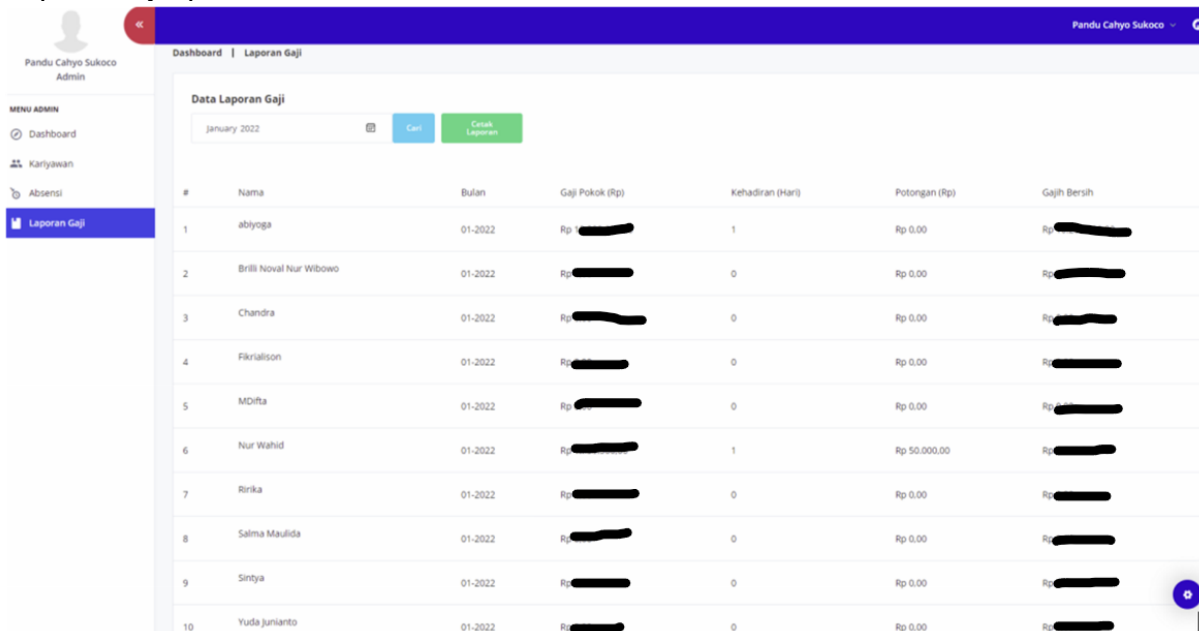 Pandu Cahyo Sukoco
Pandu Cahyo Sukoco
Admin
Dashboard | Laporan Gaji
MENU ADMIN
Dashboard
Kariyawan
Absensi
Laporan Gaji
Data Laporan Gaji
January 2022 Cari Cetak
Laporan
# Nama Bulan Gaji Pokok (Rp) Kehadiran (Hari) Potongan (Rp) Gajih Bersih
1 abiyoga 01-2022 Rp 1 Rp 0,00 Rp
2 Brilli Noval Nur Wibowo 01-2022 Rp 0 Rp 0,00 Rp
3 Chandra 01-2022 Rp 0 Rp 0,00 Rp
4 Fikrialison 01-2022 Rp 0 Rp 0,00 Rp
5 MDifta 01-2022 Rp 0 Rp 0,00 Rp
6 Nur Wahid 01-2022 Rp 1 Rp 50.000,00 Rp
7 Ririka 01-2022 Rp 0 Rp 0,00 Rp
8 Salma Maulida 01-2022 Rp 0 Rp 0,00 Rp
9 Sintya 01-2022 Rp 0 Rp 0,00 Rp
10 Yuda Junianto 01-2022 Rp 0 Rp 0,00 Rp